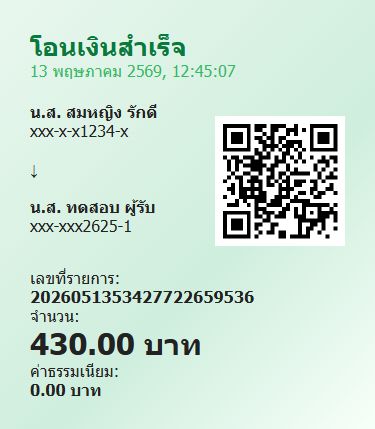 โอนเงินสำเร็จ
13 พฤษภาคม 2569, 12:45:07
น.ส. สมหญิง รักดี
xxx-x-x1234-x
↓
น.ส. ทดสอบ ผู้รับ
xxx-xxx2625-1
เลขที่รายการ:
2026051353427722659536
จำนวน:
430.00 บาท
ค่าธรรมเนียม:
0.00 บาท